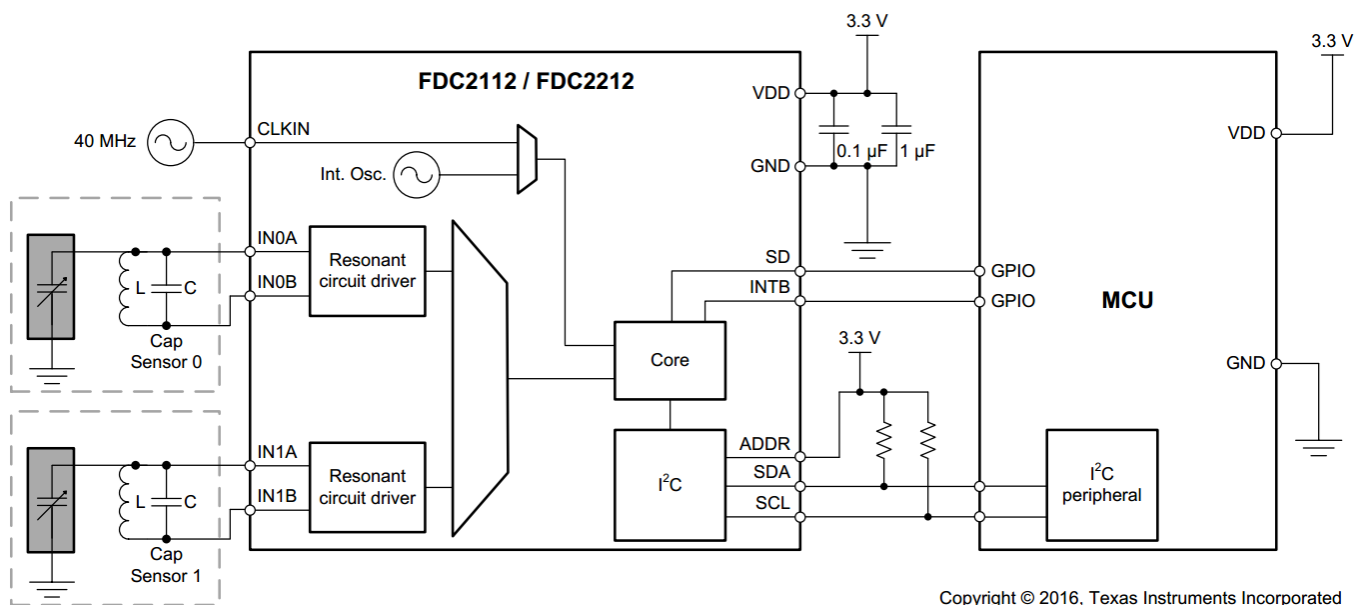 3.3 V
3.3 V
FDC2112 / FDC2212
VDD
CLKIN
40 MHz
VDD
0.1 µF
1 µF
GND
Int. Osc.
IN0A
Resonant
circuit driver
SD
GPIO
IN0B
INTB
GPIO
MCU
L
C
Cap
Sensor 0
Core
3.3 V
GND
IN1A
Resonant
circuit driver
ADDR
I²C
SDA
I²C
peripheral
IN1B
SCL
L
C
Cap
Sensor 1
Copyright © 2016, Texas Instruments Incorporated